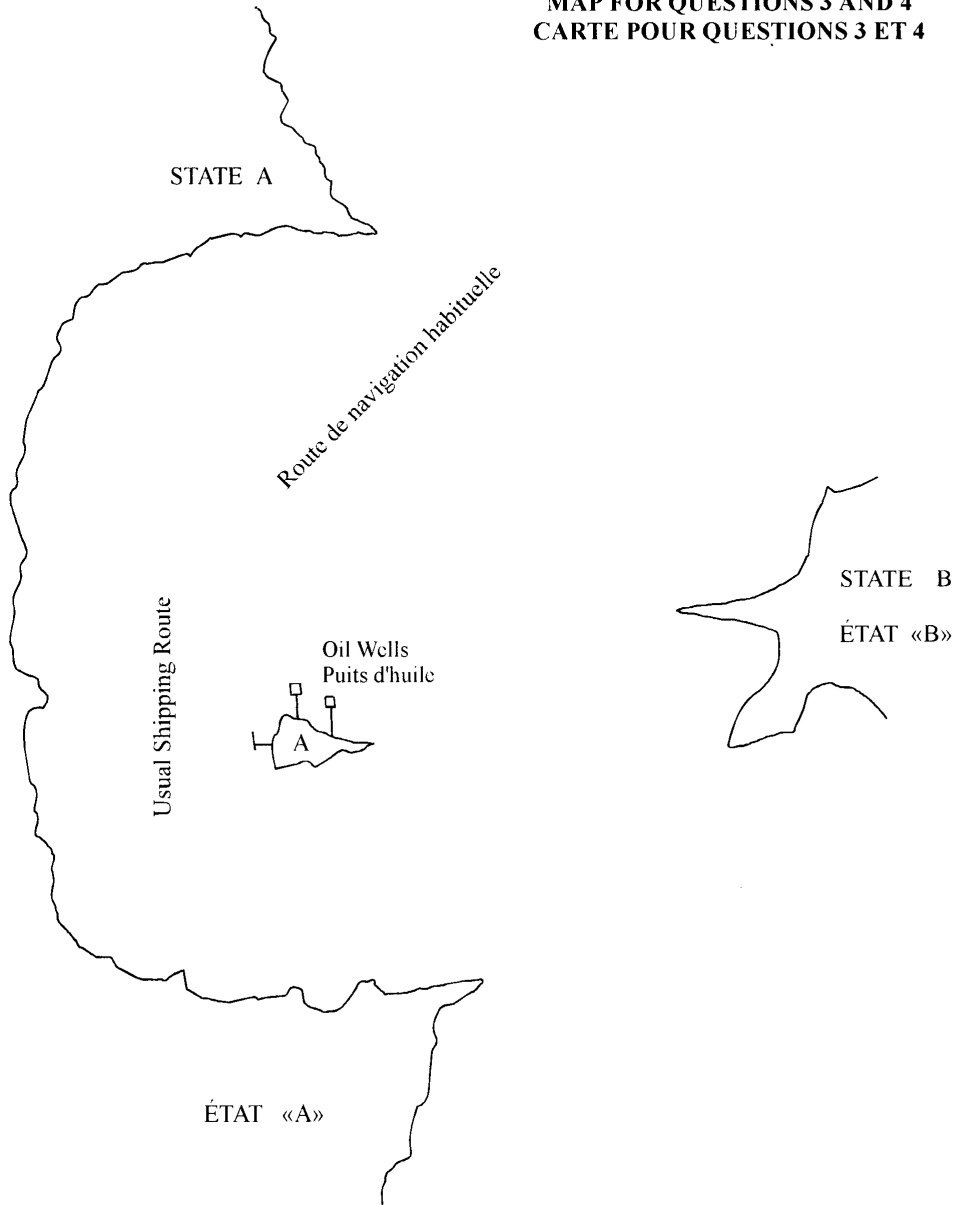 MAP FOR QUESTIONS 3 AND 4
CARTE POUR QUESTIONS 3 ET 4
STATE A
Route de navigation habituelle
STATE B
ÉTAT «B»
Usual Shipping Route
Oil Wells
Puits d'huile
A
ÉTAT «A»